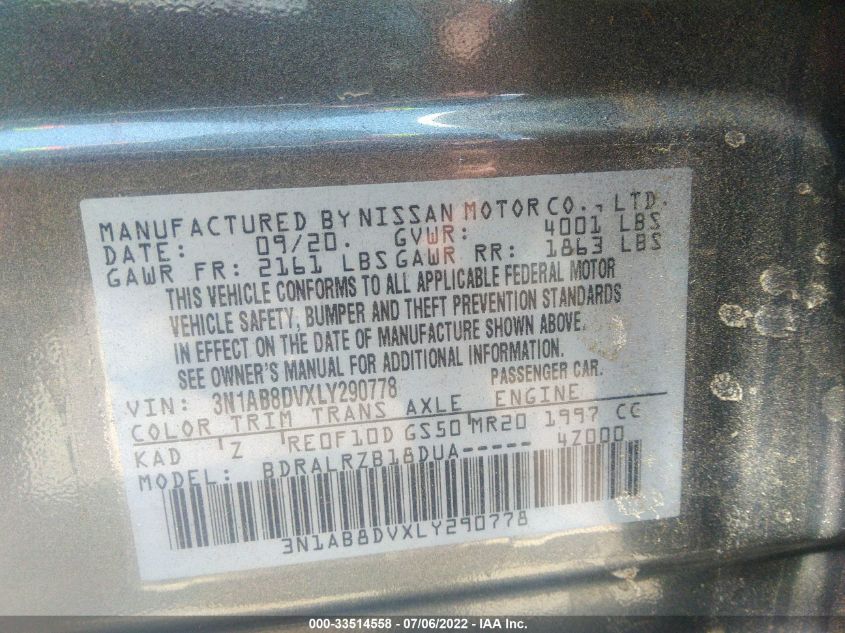 MANUFACTURED BY NISSAN MOTOR CO., LTD.
DATE: 09/20. GVWR: 4001 LBS
GAWR FR: 2161 LBS GAWR RR: 1863 LBS
THIS VEHICLE CONFORMS TO ALL APPLICABLE FEDERAL MOTOR
VEHICLE SAFETY, BUMPER AND THEFT PREVENTION STANDARDS
IN EFFECT ON THE DATE OF MANUFACTURE SHOWN ABOVE.
SEE OWNER'S MANUAL FOR ADDITIONAL INFORMATION.
VIN: 3N1AB8DVXLY290778 PASSENGER CAR.
COLOR TRIM TRANS AXLE ENGINE
KAD Z RE0F10D GS50 MR20 1997 CC
MODEL: BDRALRZB18DUA----- 4Z000
3N1AB8DVXLY290778
000-33514558 - 07/06/2022 - IAA Inc.